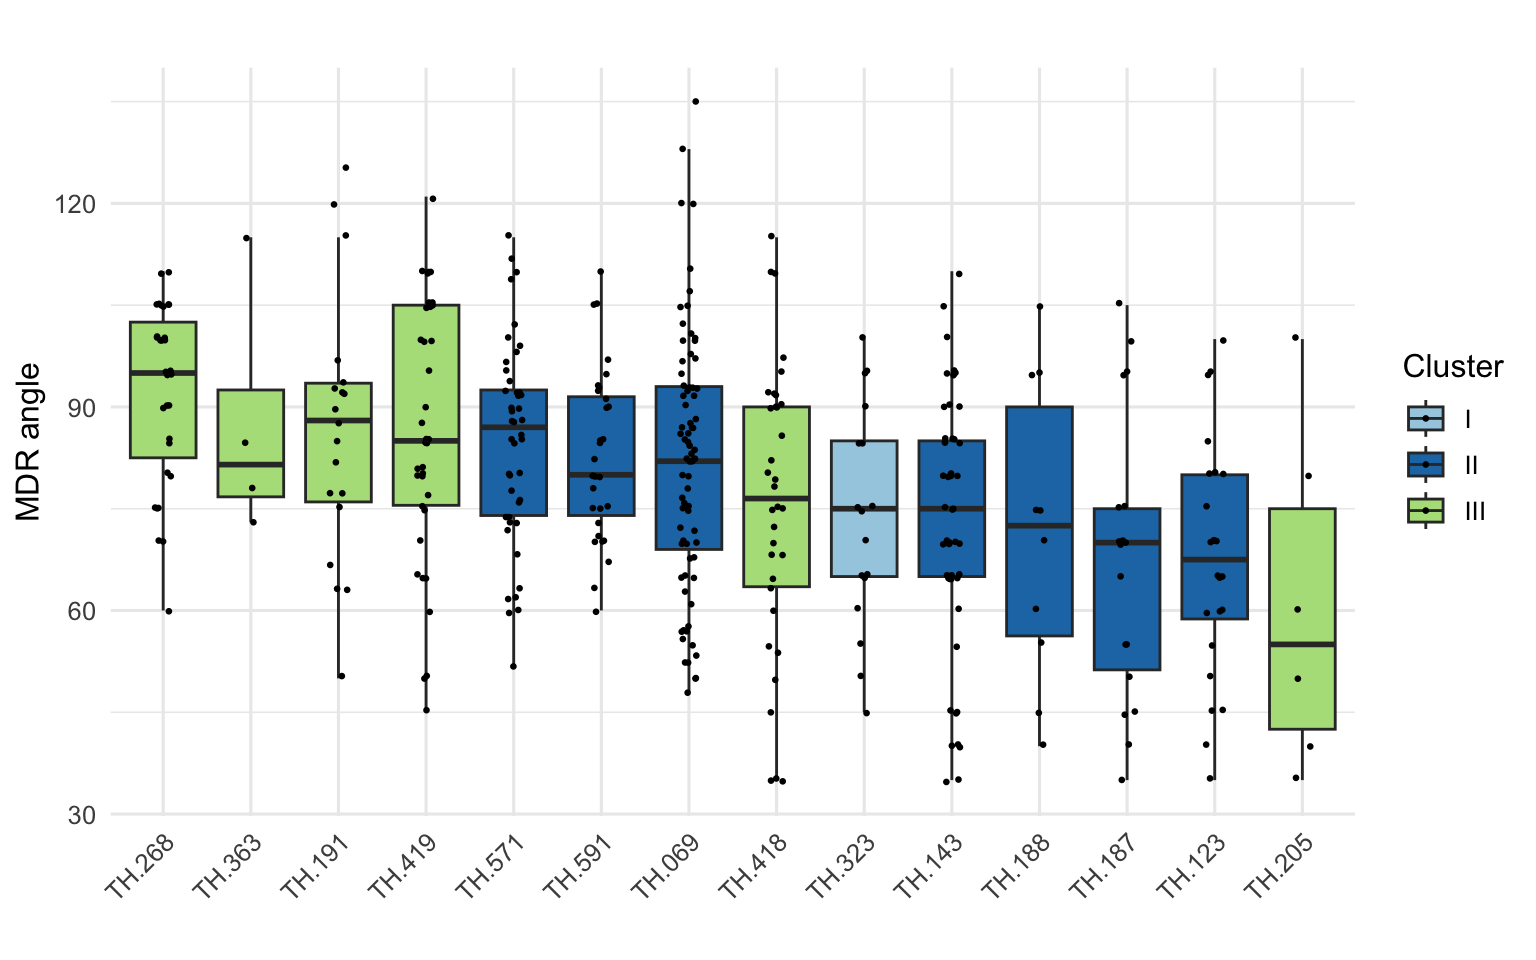 MDR angle
120
90
60
30
TH.268
TH.363
TH.191
TH.419
TH.571
TH.591
TH.069
TH.418
TH.323
TH.143
TH.188
TH.187
TH.123
TH.205
Cluster
I
II
III